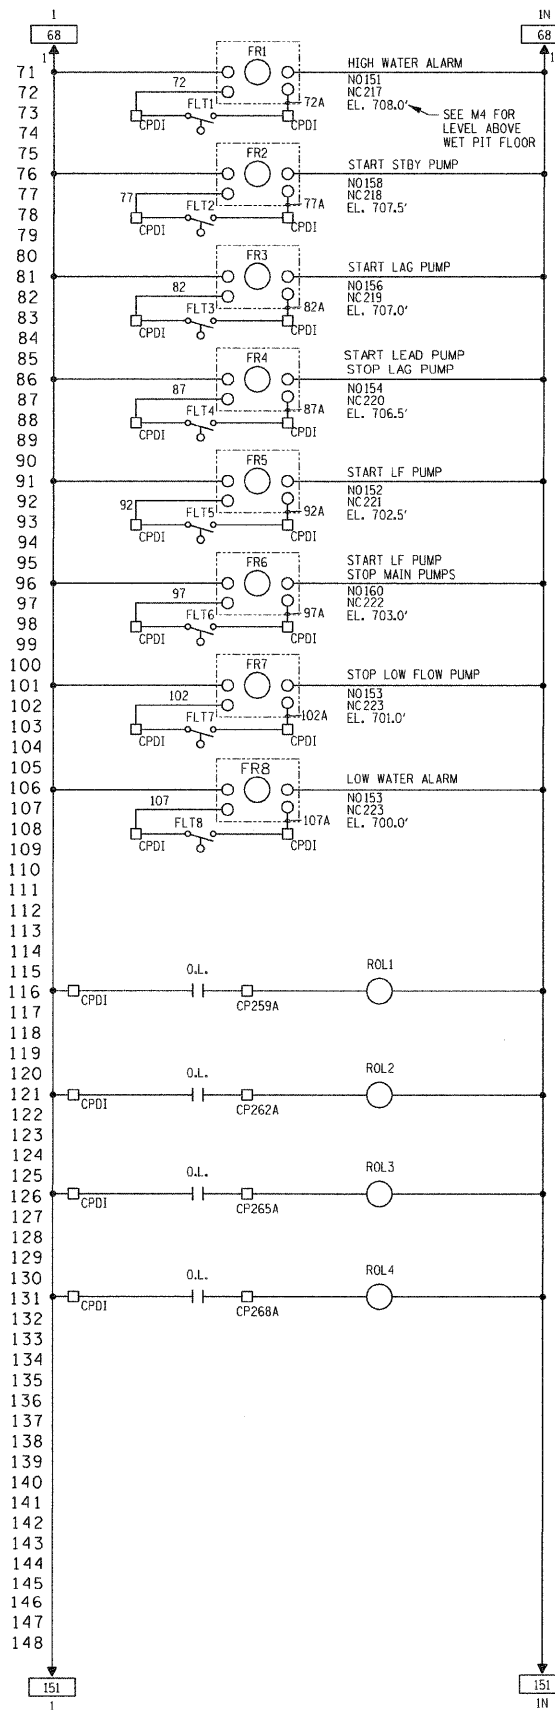 1 1N
68 68
1 1
FR1
71 HIGH WATER ALARM
72 72 NO151
NC217
73 FLT1 72A EL. 708.0'
CPDI CPDI SEE M4 FOR
74 LEVEL ABOVE
WET PIT FLOOR
75 FR2
76 START STBY PUMP
77 77 NO158
NC218
78 FLT2 77A EL. 707.5'
CPDI CPDI
79
80 FR3
81 START LAG PUMP
82 82 NO156
NC219
83 FLT3 82A EL. 707.0'
CPDI CPDI
84
85 FR4 START LEAD PUMP
86 STOP LAG PUMP
87 87 NO154
NC220
88 FLT4 87A EL. 706.5'
CPDI CPDI
89
90 FR5
91 START LF PUMP
92 92 NO152
NC221
93 FLT5 92A EL. 702.5'
CPDI CPDI
94
95 FR6 START LF PUMP
96 STOP MAIN PUMPS
97 97 NO160
NC222
98 FLT6 97A EL. 703.0'
CPDI CPDI
99
100 FR7
101 STOP LOW FLOW PUMP
102 102 NO153
NC223
103 FLT7 102A EL. 701.0'
CPDI CPDI
104
105 FR8
106 LOW WATER ALARM
107 107 NO153
NC223
108 FLT8 107A EL. 700.0'
CPDI CPDI
109
110
111
112
113
114
115 O.L. ROL1
116
CPDI CP259A
117
118
119
120 O.L. ROL2
121
CPDI CP262A
122
123
124
125 O.L. ROL3
126
CPDI CP265A
127
128
129
130 O.L. ROL4
131
CPDI CP268A
132
133
134
135
136
137
138
139
140
141
142
143
144
145
146
147
148
151 151
1 1N